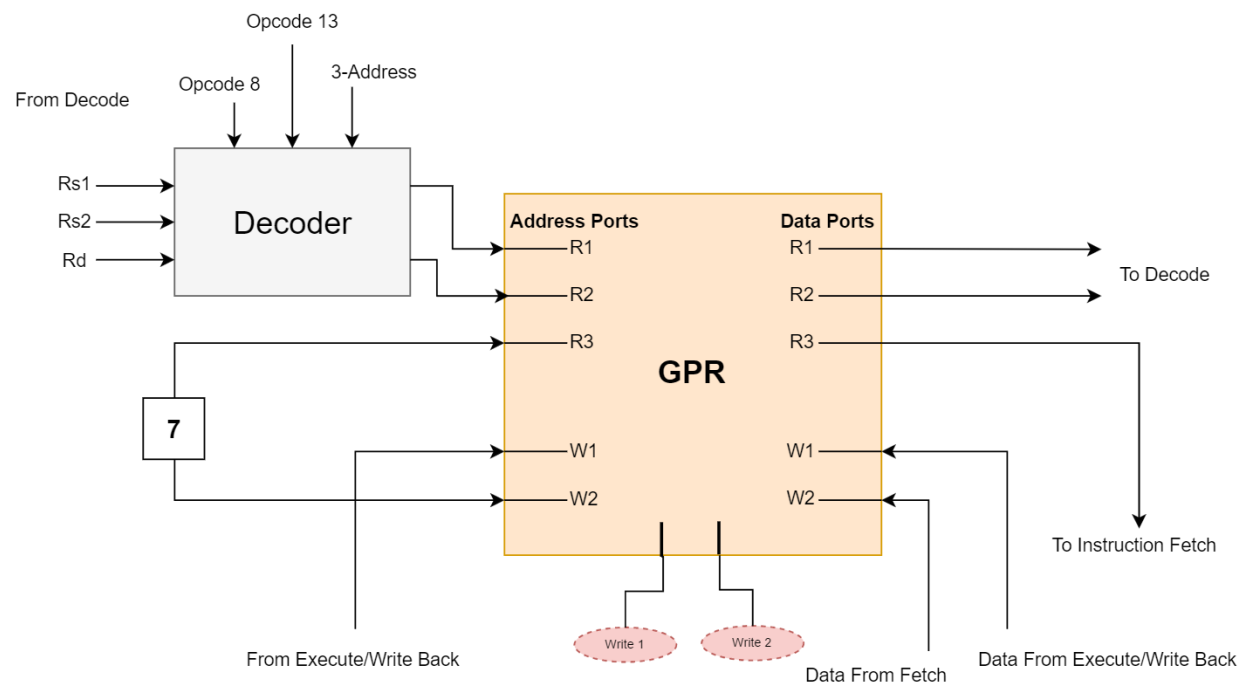 Opcode 13
Opcode 8
3-Address
From Decode
Rs1
Rs2
Rd
Decoder
Address Ports
Data Ports
R1
R1
R2
R2
To Decode
R3
R3
GPR
7
W1
W1
W2
W2
To Instruction Fetch
Write 1
Write 2
From Execute/Write Back
Data From Fetch
Data From Execute/Write Back